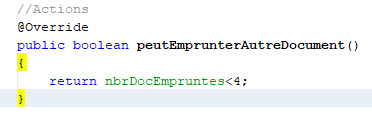 //Actions
@Override
public boolean peutEmprunterAutreDocument()
{
    return nbrDocEmpruntes<4;
}